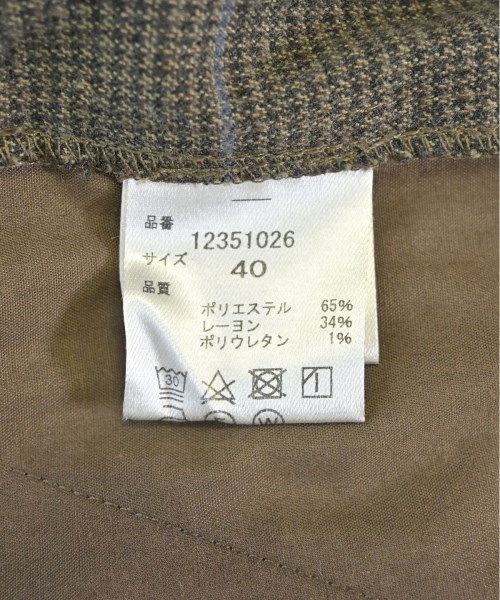 品番
12351026
サイズ
40
品質
ポリエステル 65%
レーヨン 34%
ポリウレタン 1%
30
W